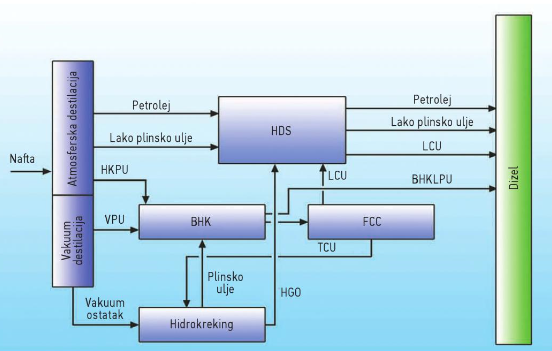 Nafta
Atmosferska destilacija
Vakuum
destilacija
Petrolej
Lako plinsko ulje
HKPU
VPU
Vakuum
ostatak
HDS
BHK
FCC
Hidrokreking
Plinsko
ulje
HGO
LCU
TCU
Petrolej
Lako plinsko ulje
LCU
BHKLPU
Dizel